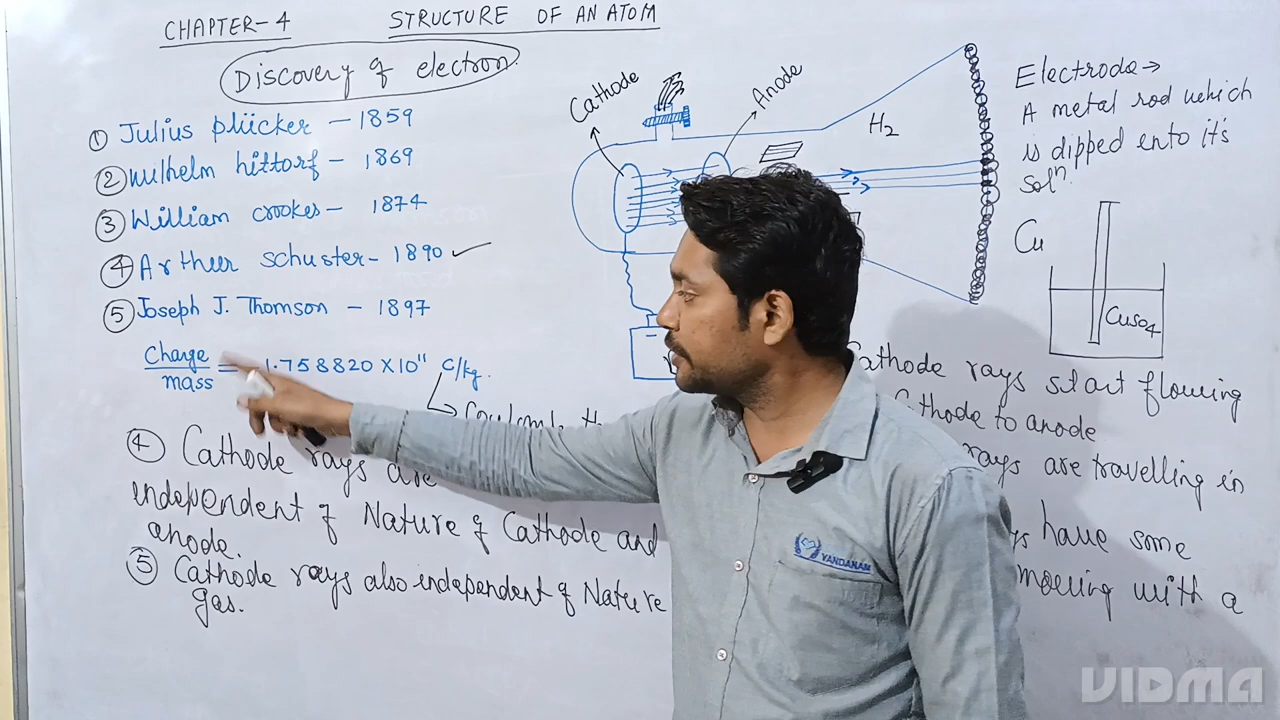 CHAPTER-4 STRUCTURE OF AN ATOM
Discovery of electron
① Julius plücker - 1859
② Wilhelm hittorf - 1869
③ William crookes - 1874
④ Arther schuster - 1890 ✓
⑤ Joseph J. Thomson - 1897
Charge
mass
= 1.758820 X 10¹¹ C/kg.
Coulomb
④ Cathode rays are
independent of Nature of Cathode and
anode.
⑤ Cathode rays also independent of Nature
gas.
Cathode
Anode
H₂
Electrode →
A metal rod which
is dipped ento it's
Solⁿ.
Cu
CuSO₄
Cathode rays start flowing
Cathode to anode
rays are travelling in
have some
moving with a
VANDANAM
VIDMA